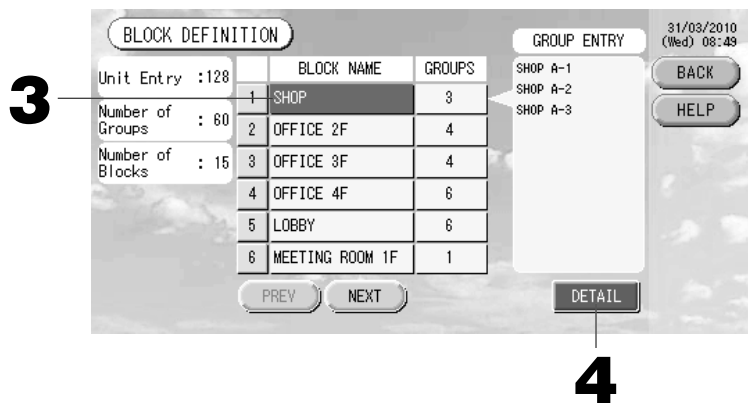 BLOCK DEFINITION
31/03/2010
(Wed) 08:49
GROUP ENTRY
BACK
HELP
Unit Entry :128
Number of Groups : 60
Number of Blocks : 15
BLOCK NAME GROUPS
1 SHOP 3
2 OFFICE 2F 4
3 OFFICE 3F 4
4 OFFICE 4F 6
5 LOBBY 6
6 MEETING ROOM 1F 1
SHOP A-1
SHOP A-2
SHOP A-3
PREV
NEXT
DETAIL
3
4